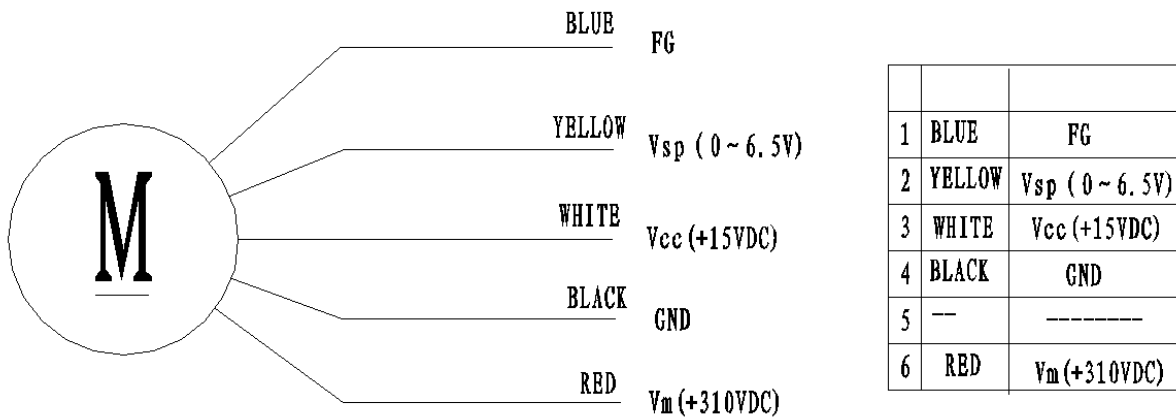 BLUE FG
YELLOW Vsp ( 0~6.5V)
M
WHITE Vcc(+15VDC)
BLACK GND
RED Vm(+310VDC)
1 BLUE FG
2 YELLOW Vsp ( 0~6.5V)
3 WHITE Vcc(+15VDC)
4 BLACK GND
5 -- --------
6 RED Vm(+310VDC)